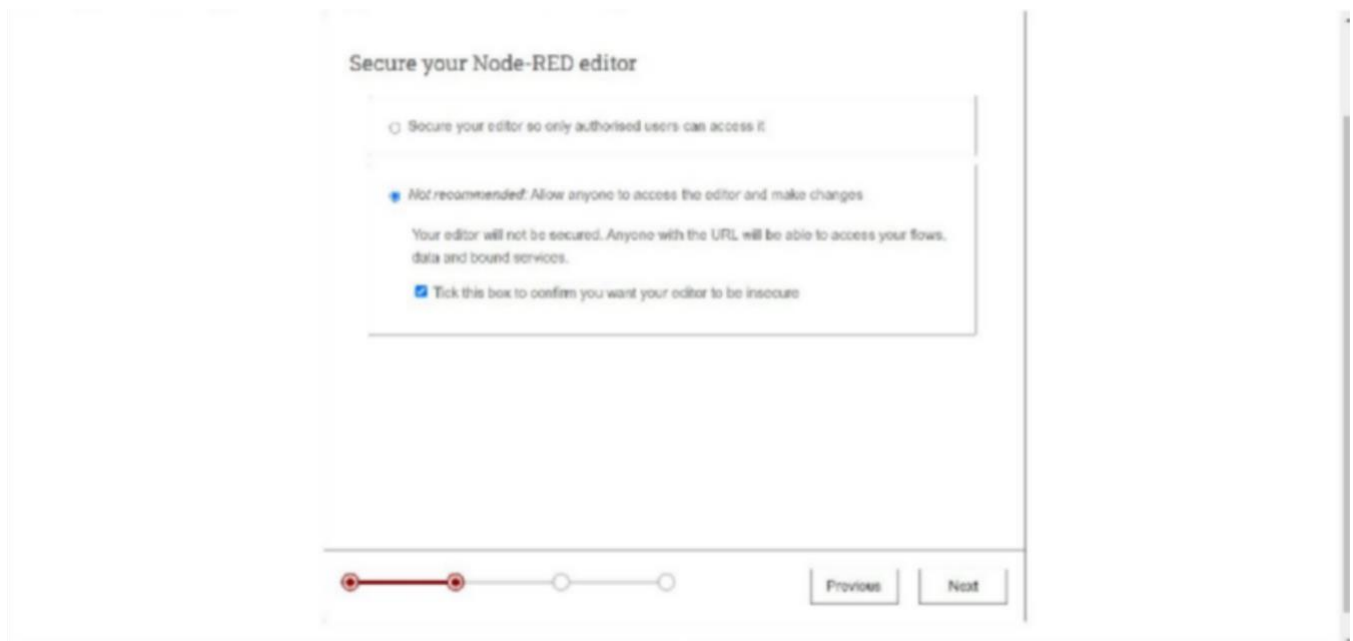 Secure your Node-RED editor
Secure your editor so only authorised users can access it
Not recommended: Allow anyone to access the editor and make changes
Your editor will not be secured. Anyone with the URL will be able to access your flows,
data and bound services.
Tick this box to confirm you want your editor to be insecure
Previous
Next